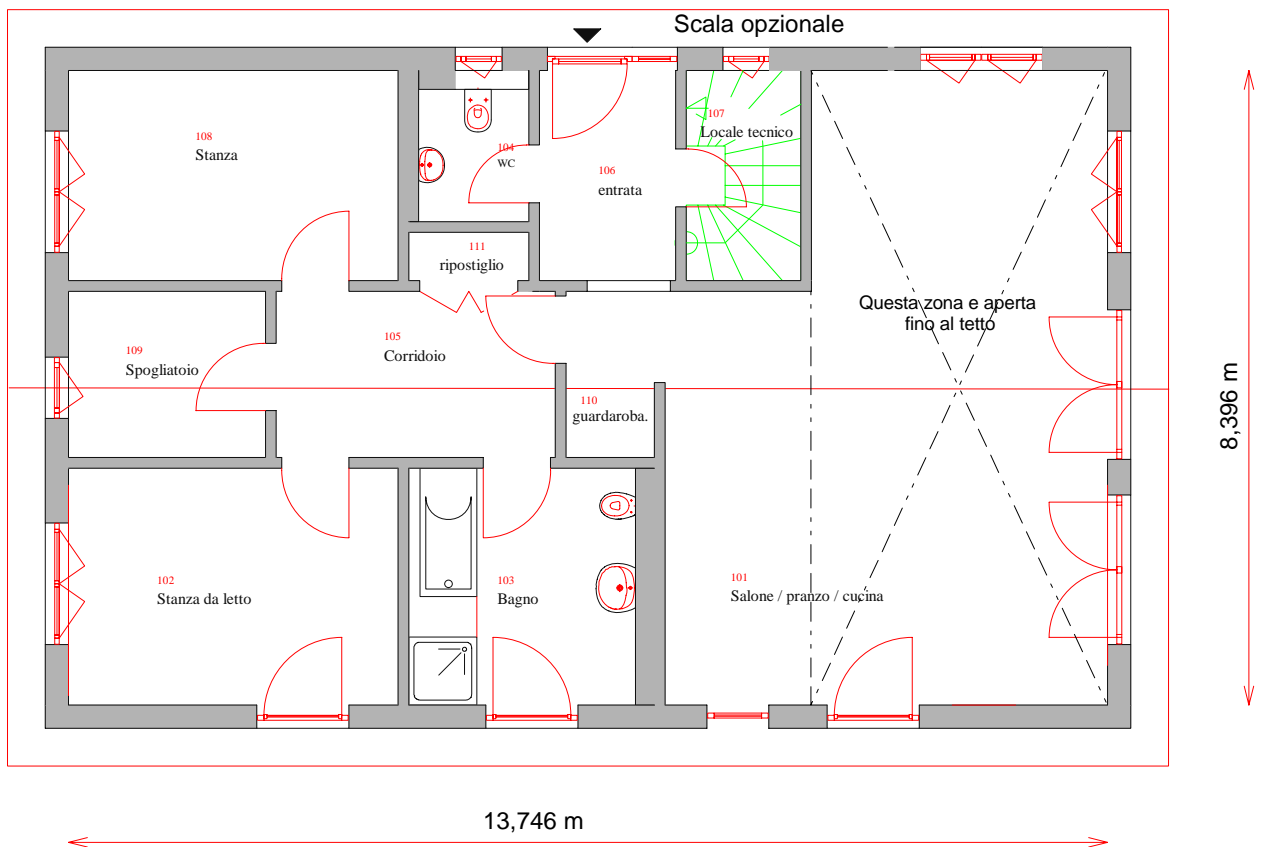 Scala opzionale
108
Stanza
104
WC
106
entrata
107
Locale tecnico
111
ripostiglio
Questa zona e aperta
fino al tetto
109
Spogliatoio
105
Corridoio
110
guardaroba.
8,396 m
102
Stanza da letto
103
Bagno
101
Salone / pranzo / cucina
13,746 m